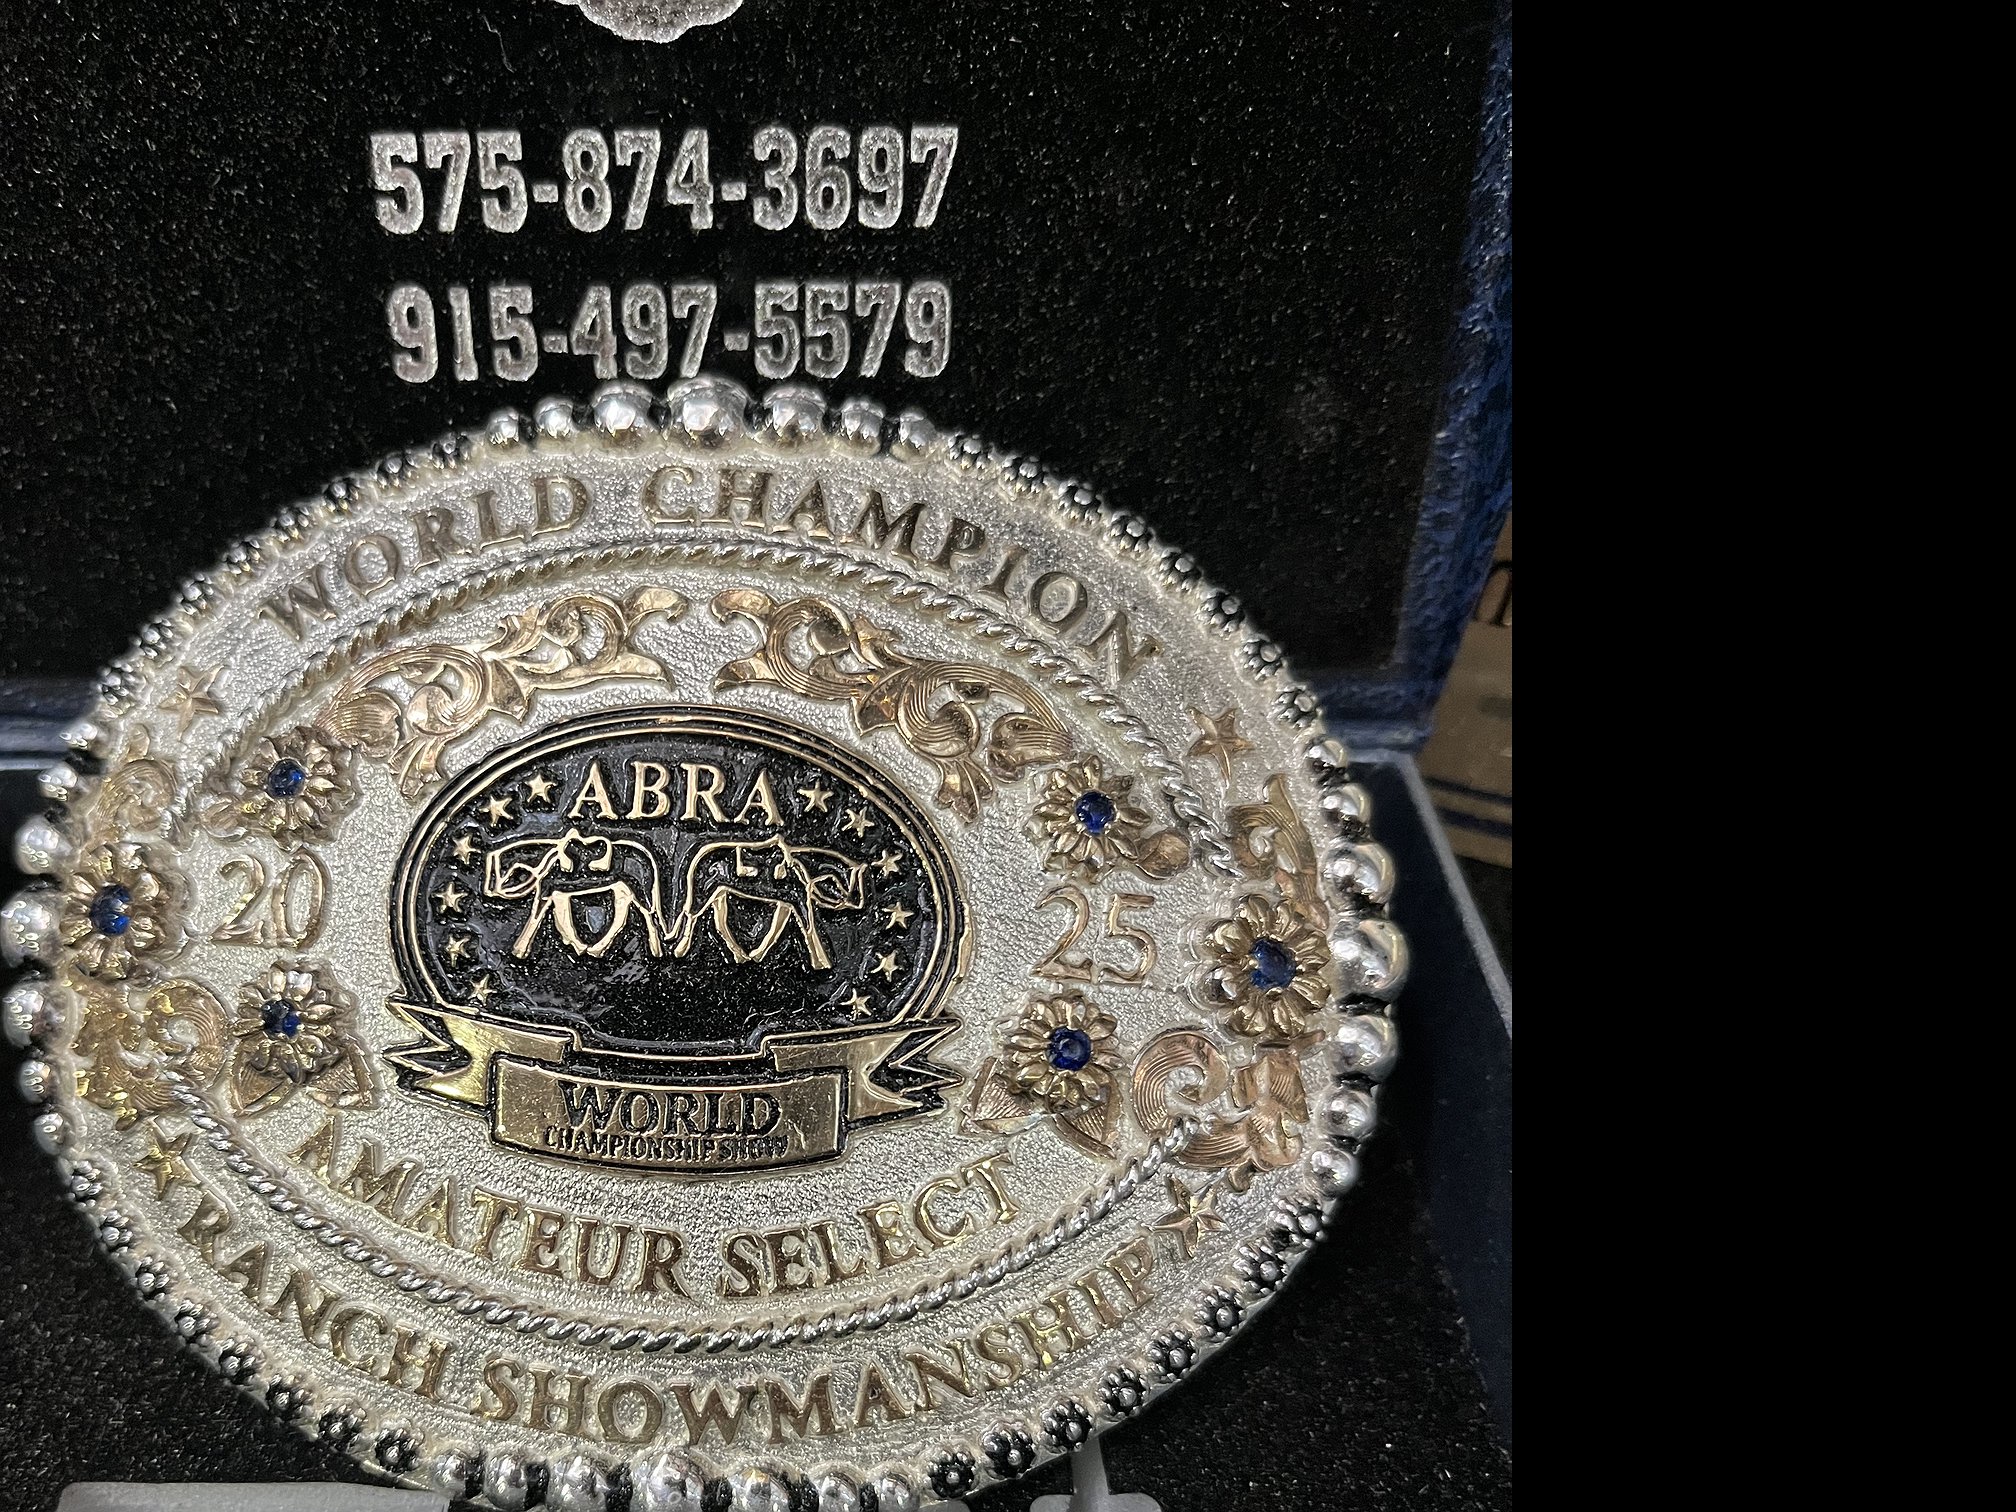 575-874-3697
915-497-5579
WORLD CHAMPION
ABRA
20 25
WORLD
CHAMPIONSHIP SHOW
AMATEUR SELECT
RANCH SHOWMANSHIP